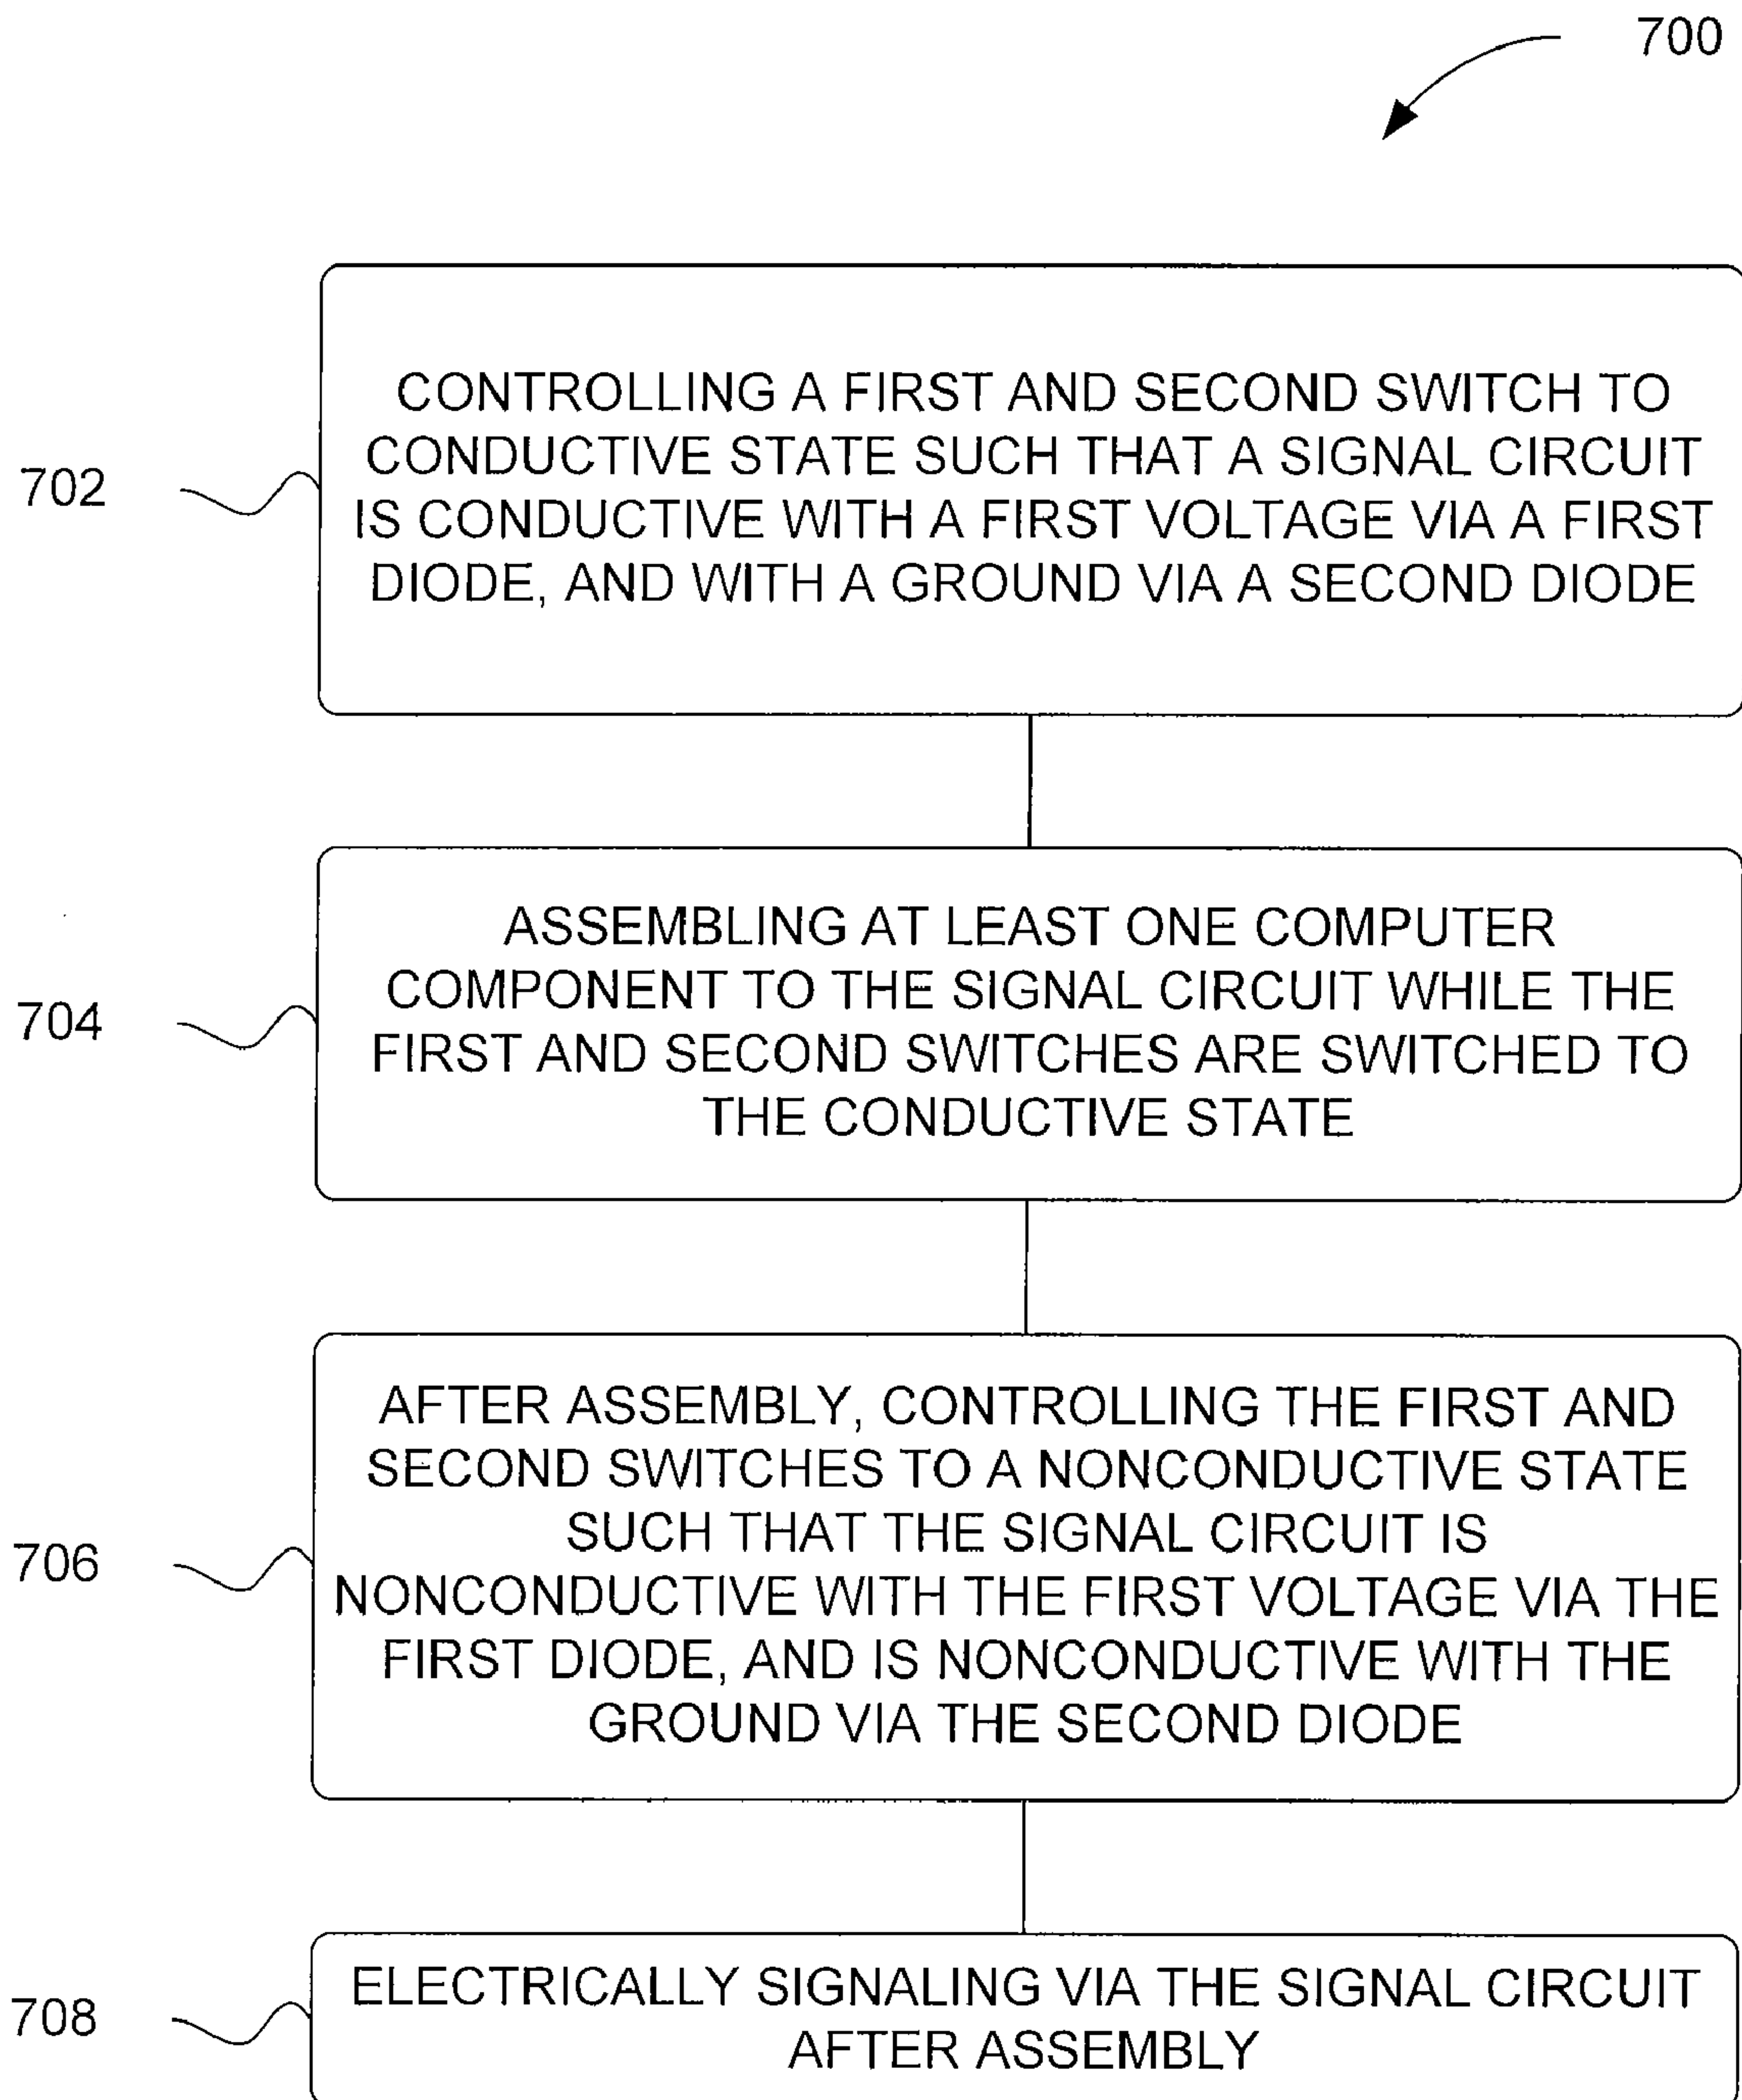 700
702
CONTROLLING A FIRST AND SECOND SWITCH TO
CONDUCTIVE STATE SUCH THAT A SIGNAL CIRCUIT
IS CONDUCTIVE WITH A FIRST VOLTAGE VIA A FIRST
DIODE, AND WITH A GROUND VIA A SECOND DIODE
704
ASSEMBLING AT LEAST ONE COMPUTER
COMPONENT TO THE SIGNAL CIRCUIT WHILE THE
FIRST AND SECOND SWITCHES ARE SWITCHED TO
THE CONDUCTIVE STATE
706
AFTER ASSEMBLY, CONTROLLING THE FIRST AND
SECOND SWITCHES TO A NONCONDUCTIVE STATE
SUCH THAT THE SIGNAL CIRCUIT IS
NONCONDUCTIVE WITH THE FIRST VOLTAGE VIA THE
FIRST DIODE, AND IS NONCONDUCTIVE WITH THE
GROUND VIA THE SECOND DIODE
708
ELECTRICALLY SIGNALING VIA THE SIGNAL CIRCUIT
AFTER ASSEMBLY